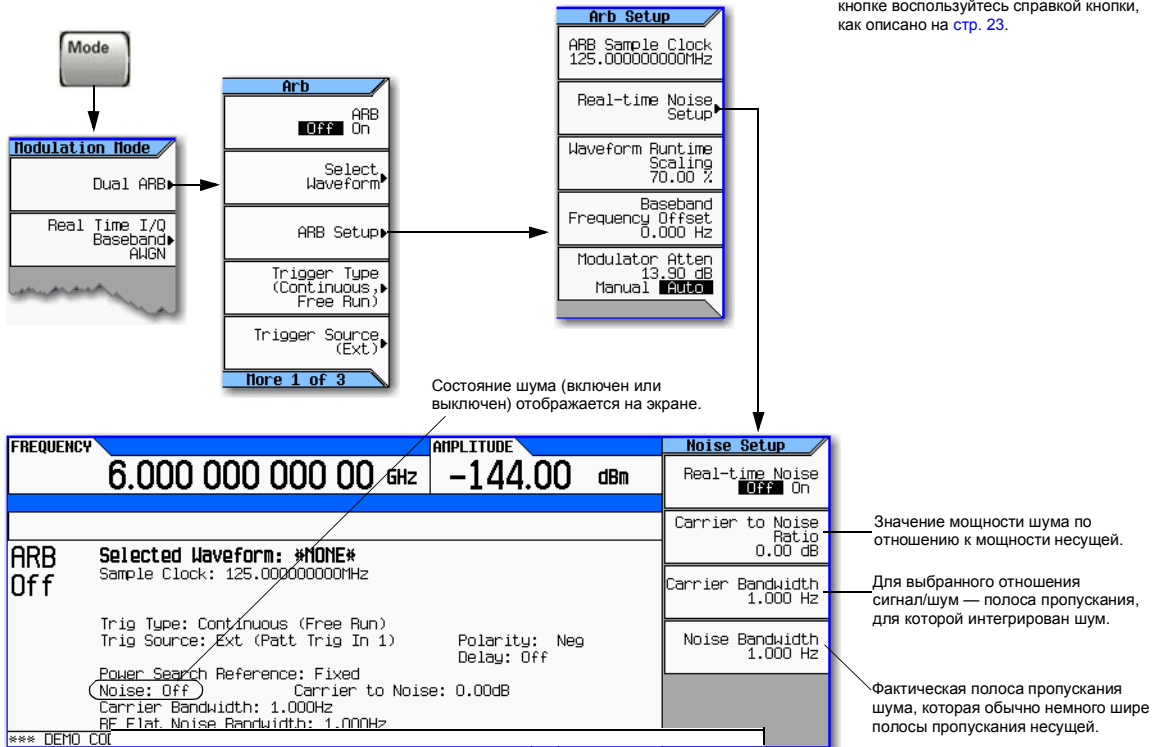 кнопке воспользуйтесь справкой кнопки,
как описано на стр. 23.
Mode
Modulation Mode
Dual ARB
Real Time I/Q
Baseband
AWGN
Arb
ARB
Off On
Select
Waveform
ARB Setup
Trigger Type
(Continuous,
Free Run)
Trigger Source
(Ext)
More 1 of 3
Arb Setup
ARB Sample Clock
125.000000000MHz
Real-time Noise
Setup
Waveform Runtime
Scaling
70.00 %
Baseband
Frequency Offset
0.000 Hz
Modulator Atten
13.90 dB
Manual Auto
Состояние шума (включен или
выключен) отображается на экране.
FREQUENCY
6.000 000 000 00 GHz
AMPLITUDE
-144.00 dBm
ARB
Off
Selected Waveform: *NONE*
Sample Clock: 125.000000000MHz
Trig Type: Continuous (Free Run)
Trig Source: Ext (Patt Trig In 1) Polarity: Neg
Delay: Off
Power Search Reference: Fixed
Noise: Off Carrier to Noise: 0.00dB
Carrier Bandwidth: 1.000Hz
RF Flat Noise Bandwidth: 1.000Hz
*** DEMO
Noise Setup
Real-time Noise
Off On
Carrier to Noise
Ratio
0.00 dB
Carrier Bandwidth
1.000 Hz
Noise Bandwidth
1.000 Hz
Значение мощности шума по
отношению к мощности несущей.
Для выбранного отношения
сигнал/шум — полоса пропускания,
для которой интегрирован шум.
Фактическая полоса пропускания
шума, которая обычно немного шире
полосы пропускания несущей.